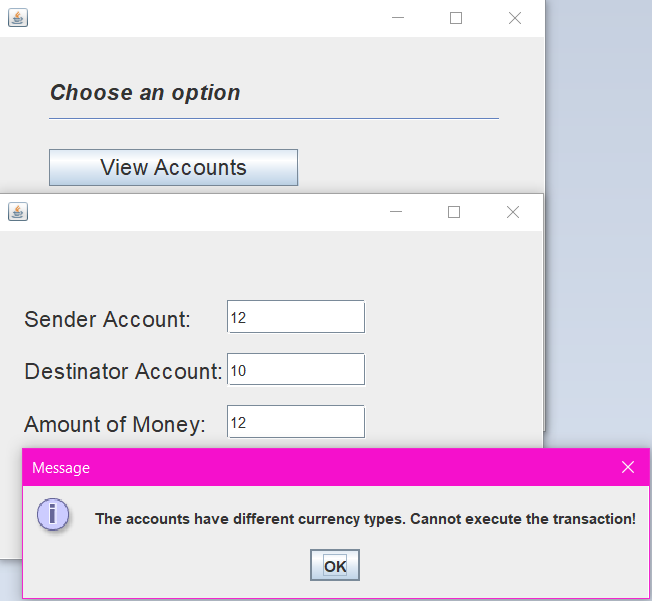 Choose an option
View Accounts
Sender Account: 12
Destinator Account: 10
Amount of Money: 12
Message
The accounts have different currency types. Cannot execute the transaction!
OK